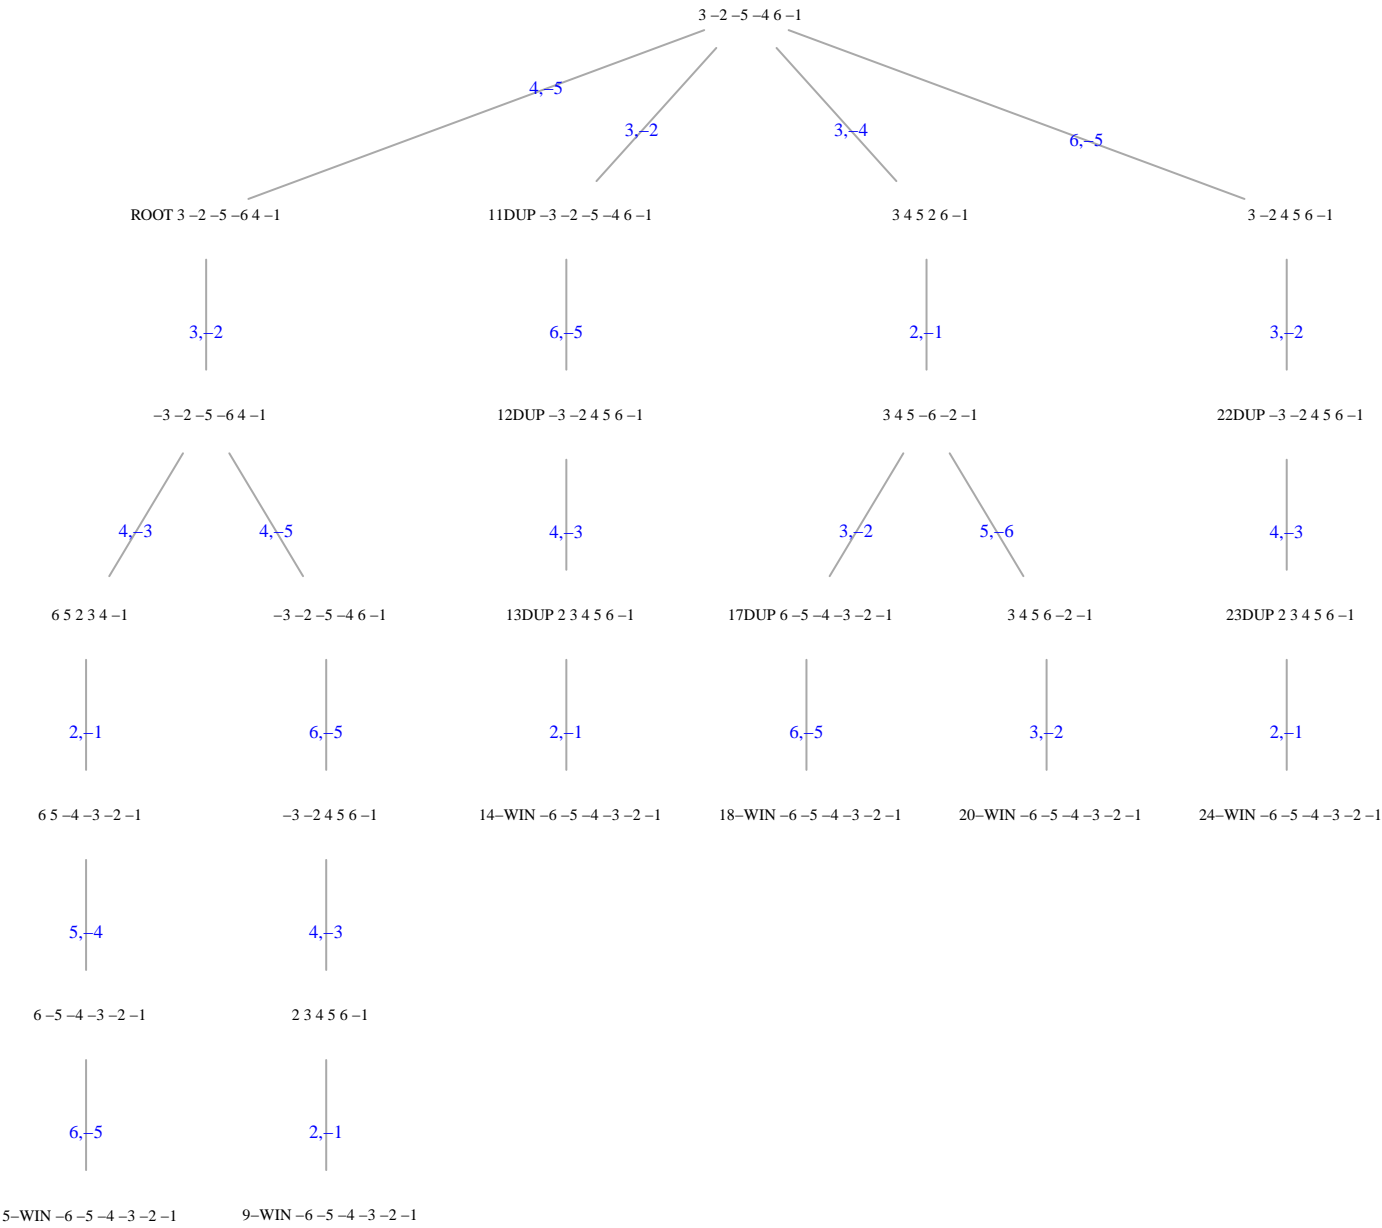 3 −2 −5 −4 6 −1
4,−5
3,−2
3,−4
6,−5
ROOT 3 −2 −5 −6 4 −1
11DUP −3 −2 −5 −4 6 −1
3 4 5 2 6 −1
3 −2 4 5 6 −1
3,−2
6,−5
2,−1
3,−2
−3 −2 −5 −6 4 −1
12DUP −3 −2 4 5 6 −1
3 4 5 −6 −2 −1
22DUP −3 −2 4 5 6 −1
4,−3
4,−5
4,−3
3,−2
5,−6
4,−3
6 5 2 3 4 −1
−3 −2 −5 −4 6 −1
13DUP 2 3 4 5 6 −1
17DUP 6 −5 −4 −3 −2 −1
3 4 5 6 −2 −1
23DUP 2 3 4 5 6 −1
2,−1
6,−5
2,−1
6,−5
3,−2
2,−1
6 5 −4 −3 −2 −1
−3 −2 4 5 6 −1
14−WIN −6 −5 −4 −3 −2 −1
18−WIN −6 −5 −4 −3 −2 −1
20−WIN −6 −5 −4 −3 −2 −1
24−WIN −6 −5 −4 −3 −2 −1
5,−4
4,−3
6 −5 −4 −3 −2 −1
2 3 4 5 6 −1
6,−5
2,−1
5−WIN −6 −5 −4 −3 −2 −1
9−WIN −6 −5 −4 −3 −2 −1